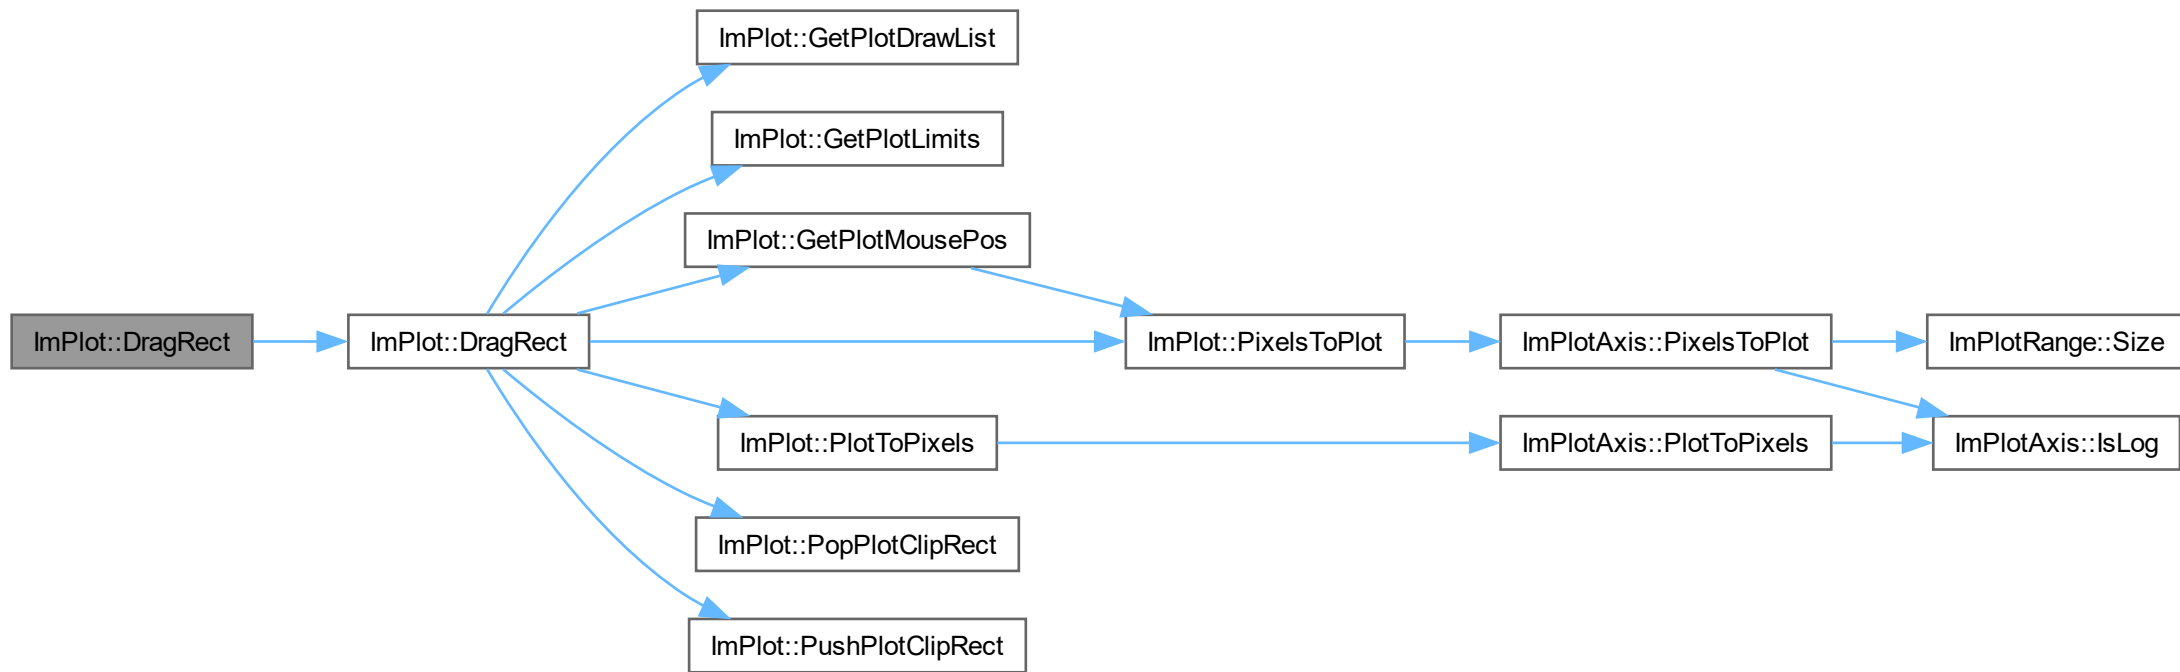 ImPlot::GetPlotDrawList
ImPlot::GetPlotLimits
ImPlot::GetPlotMousePos
ImPlot::DragRect
ImPlot::DragRect
ImPlot::PixelsToPlot
ImPlotAxis::PixelsToPlot
ImPlotRange::Size
ImPlot::PlotToPixels
ImPlotAxis::PlotToPixels
ImPlotAxis::IsLog
ImPlot::PopPlotClipRect
ImPlot::PushPlotClipRect